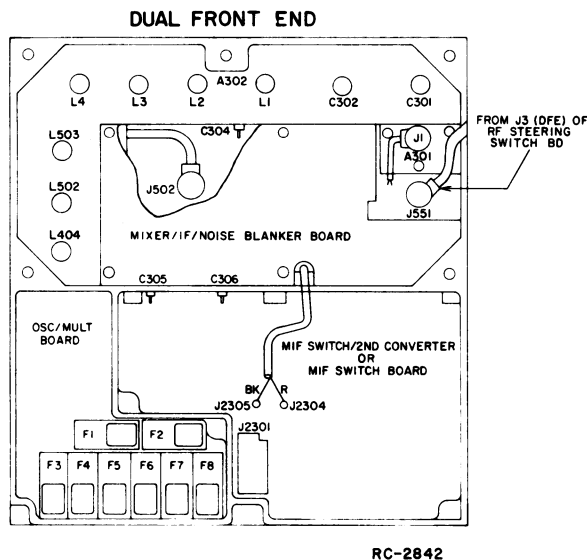 DUAL FRONT END
A302
L4 L3 L2 L1 C302 C301
C304
L503
J1
A301
FROM J3 (DFE) OF
RF STEERING
SWITCH BD
L502
J502
J551
L404
MIXER/IF/NOISE BLANKER BOARD
C305 C306
OSC/MULT
BOARD
MIF SWITCH/2ND CONVERTER
OR
MIF SWITCH BOARD
BK R
J2305 J2304
J2301
F1 F2
F3 F4 F5 F6 F7 F8
RC-2842